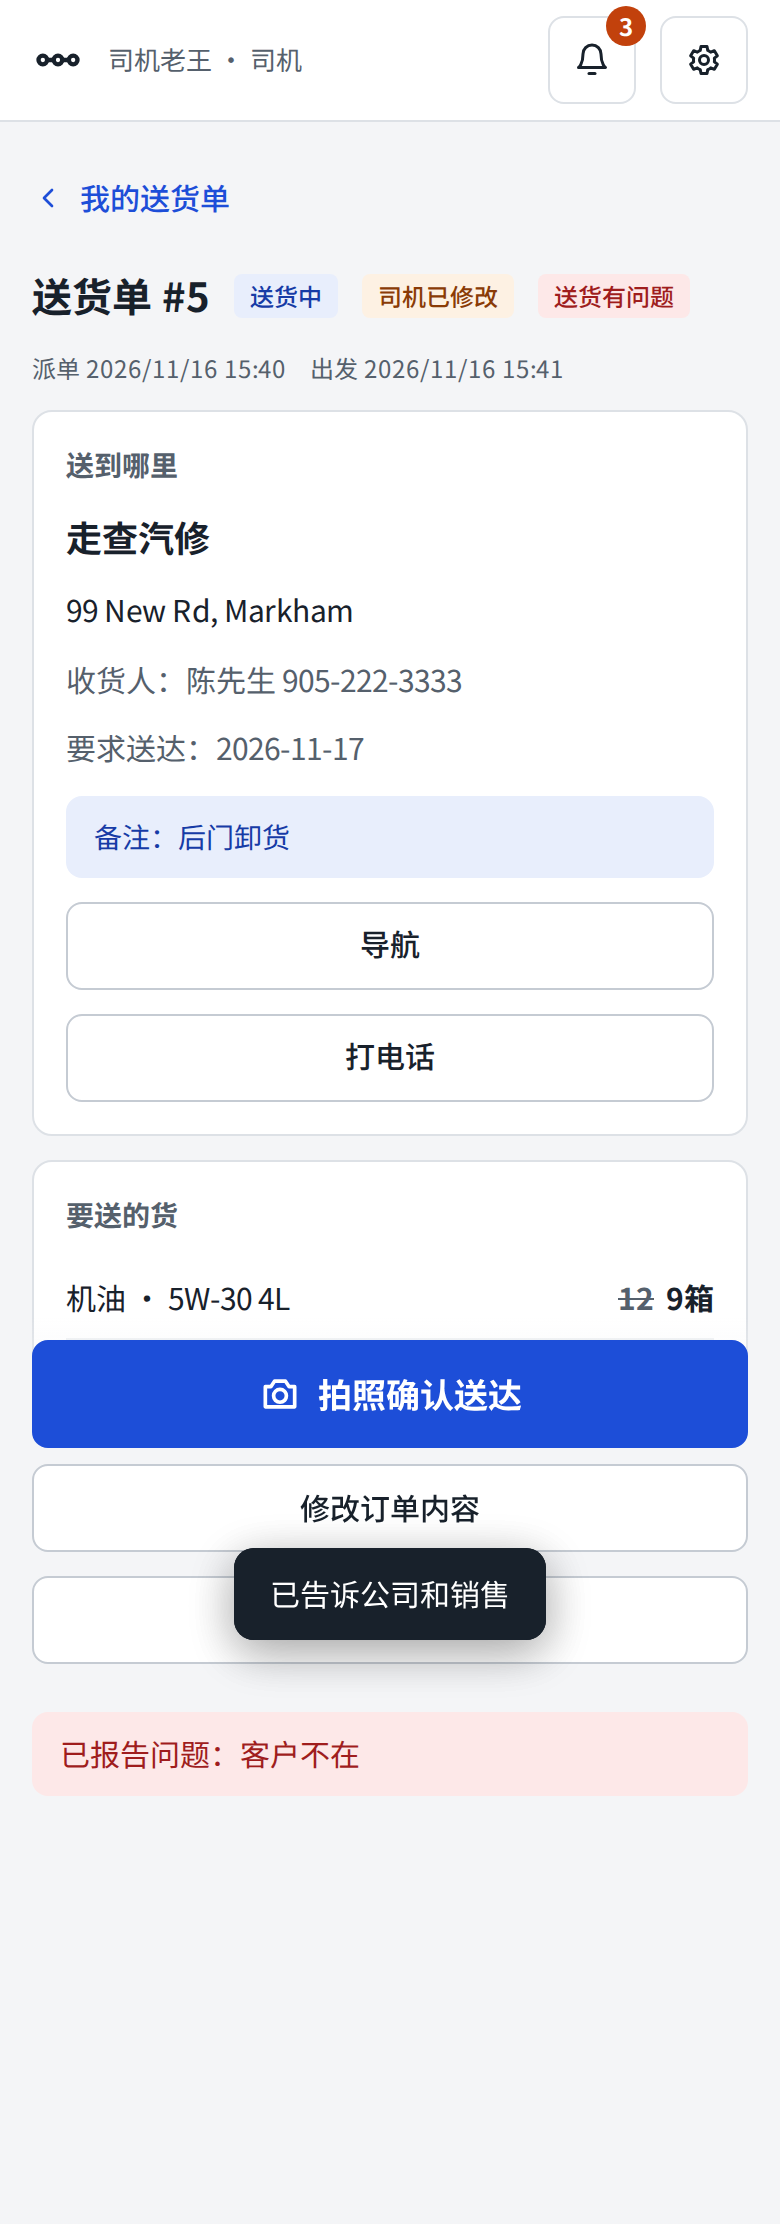 司机老王 · 司机
3
我的送货单
送货单 #5 送货中 司机已修改 送货有问题
派单 2026/11/16 15:40 出发 2026/11/16 15:41
送到哪里
走查汽修
99 New Rd, Markham
收货人：陈先生 905-222-3333
要求送达：2026-11-17
备注：后门卸货
导航
打电话
要送的货
机油 · 5W-30 4L 12 9箱
拍照确认送达
修改订单内容
已告诉公司和销售
已报告问题：客户不在